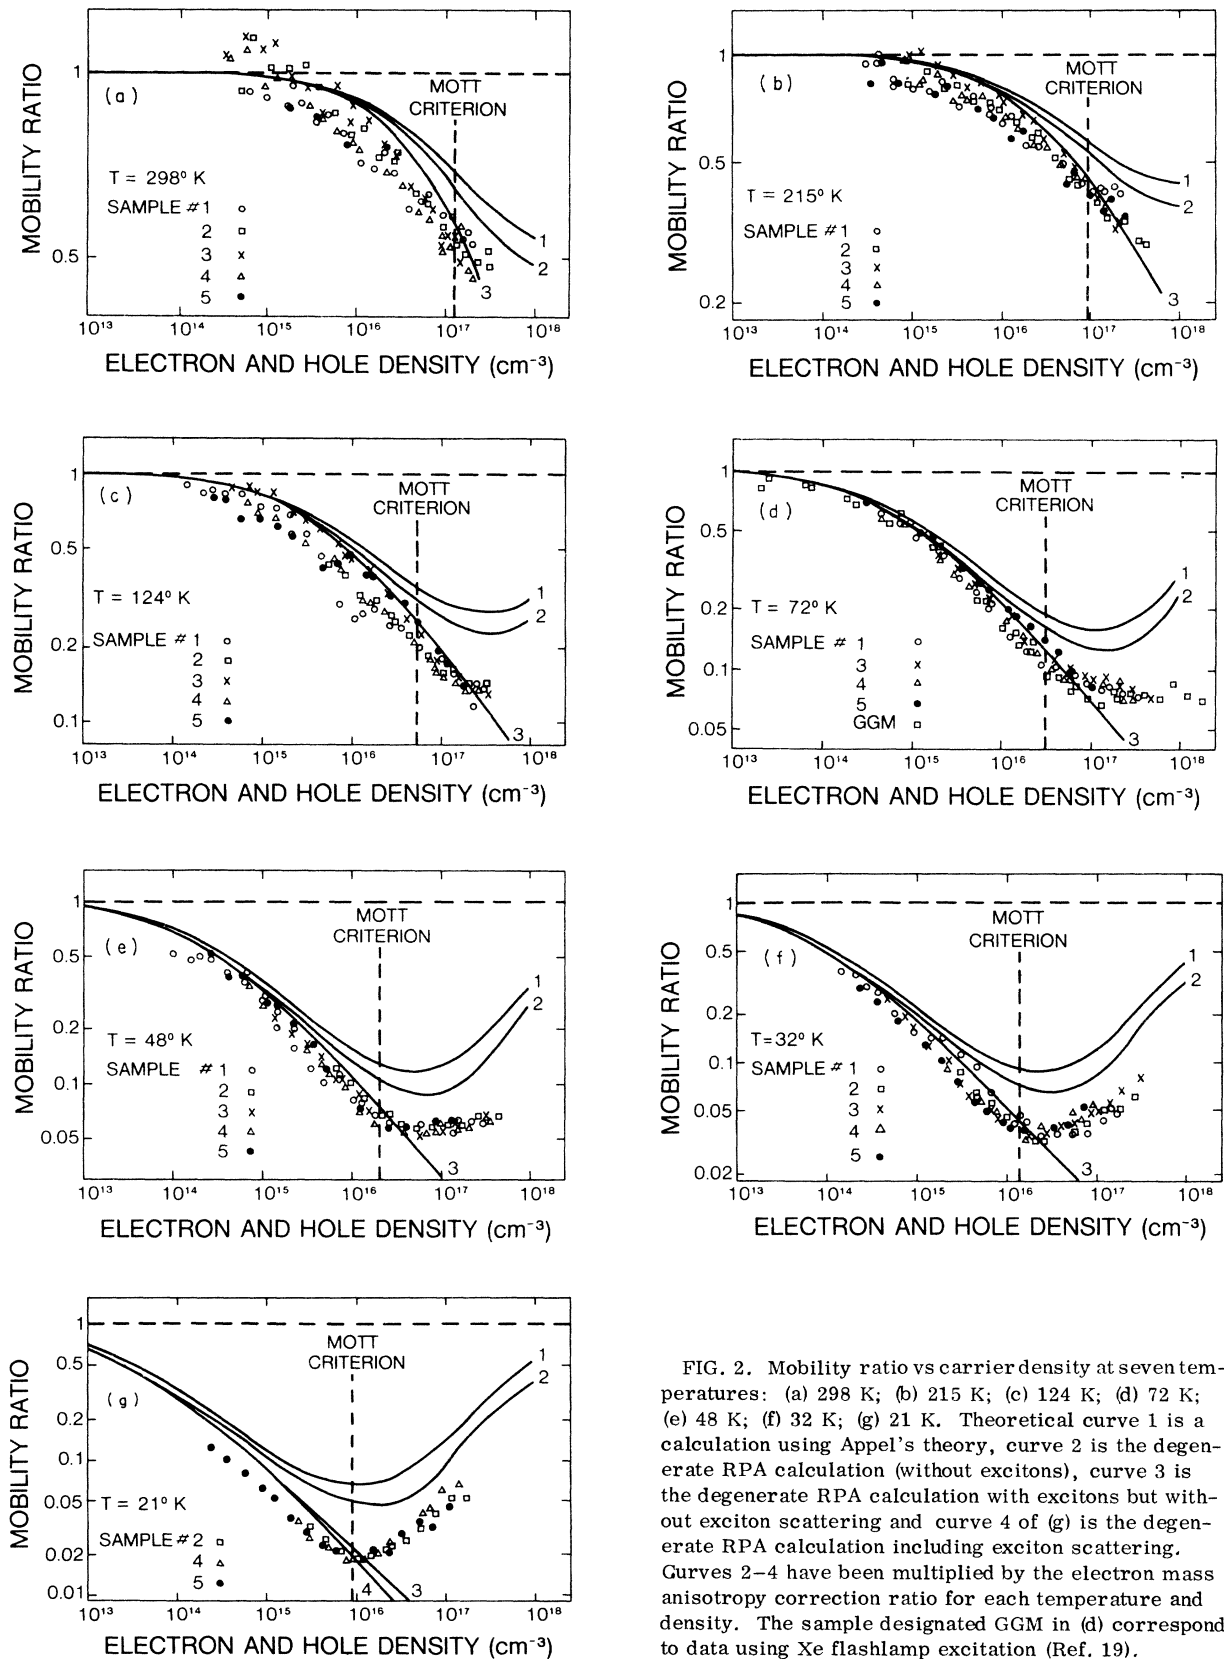 1
(a)
MOTT
CRITERION
T = 298° K
SAMPLE #1
2
3
4
5
0.5
1
2
3
MOBILITY RATIO
10¹³ 10¹⁴ 10¹⁵ 10¹⁶ 10¹⁷ 10¹⁸
ELECTRON AND HOLE DENSITY (cm⁻³)
1
(b)
MOTT
CRITERION
0.5
T = 215° K
SAMPLE #1
2
3
4
5
0.2
1
2
3
MOBILITY RATIO
10¹³ 10¹⁴ 10¹⁵ 10¹⁶ 10¹⁷ 10¹⁸
ELECTRON AND HOLE DENSITY (cm⁻³)
1
(c)
MOTT
CRITERION
0.5
T = 124° K
SAMPLE #1
2
3
4
5
0.2
0.1
1
2
3
MOBILITY RATIO
10¹³ 10¹⁴ 10¹⁵ 10¹⁶ 10¹⁷ 10¹⁸
ELECTRON AND HOLE DENSITY (cm⁻³)
1
(d)
MOTT
CRITERION
0.5
T = 72° K
0.2
SAMPLE # 1
3
4
5
GGM
0.1
0.05
1
2
3
MOBILITY RATIO
10¹³ 10¹⁴ 10¹⁵ 10¹⁶ 10¹⁷ 10¹⁸
ELECTRON AND HOLE DENSITY (cm⁻³)
1
(e)
MOTT
CRITERION
0.5
0.2
T = 48° K
SAMPLE #1
2
3
4
5
0.1
0.05
1
2
3
MOBILITY RATIO
10¹³ 10¹⁴ 10¹⁵ 10¹⁶ 10¹⁷ 10¹⁸
ELECTRON AND HOLE DENSITY (cm⁻³)
1
(f)
MOTT
CRITERION
0.5
0.2
T=32° K
SAMPLE #1
2
3
4
5
0.1
0.05
0.02
1
2
3
MOBILITY RATIO
10¹³ 10¹⁴ 10¹⁵ 10¹⁶ 10¹⁷ 10¹⁸
ELECTRON AND HOLE DENSITY (cm⁻³)
1
(g)
MOTT
CRITERION
0.5
0.2
0.1
0.05
T = 21° K
SAMPLE #2
4
5
0.02
0.01
1
2
4
3
MOBILITY RATIO
10¹³ 10¹⁴ 10¹⁵ 10¹⁶ 10¹⁷ 10¹⁸
ELECTRON AND HOLE DENSITY (cm⁻³)
FIG. 2. Mobility ratio vs carrier density at seven tem-
peratures: (a) 298 K; (b) 215 K; (c) 124 K; (d) 72 K;
(e) 48 K; (f) 32 K; (g) 21 K. Theoretical curve 1 is a
calculation using Appel's theory, curve 2 is the degen-
erate RPA calculation (without excitons), curve 3 is
the degenerate RPA calculation with excitons but with-
out exciton scattering and curve 4 of (g) is the degen-
erate RPA calculation including exciton scattering.
Curves 2–4 have been multiplied by the electron mass
anisotropy correction ratio for each temperature and
density. The sample designated GGM in (d) correspond
to data using Xe flashlamp excitation (Ref. 19).